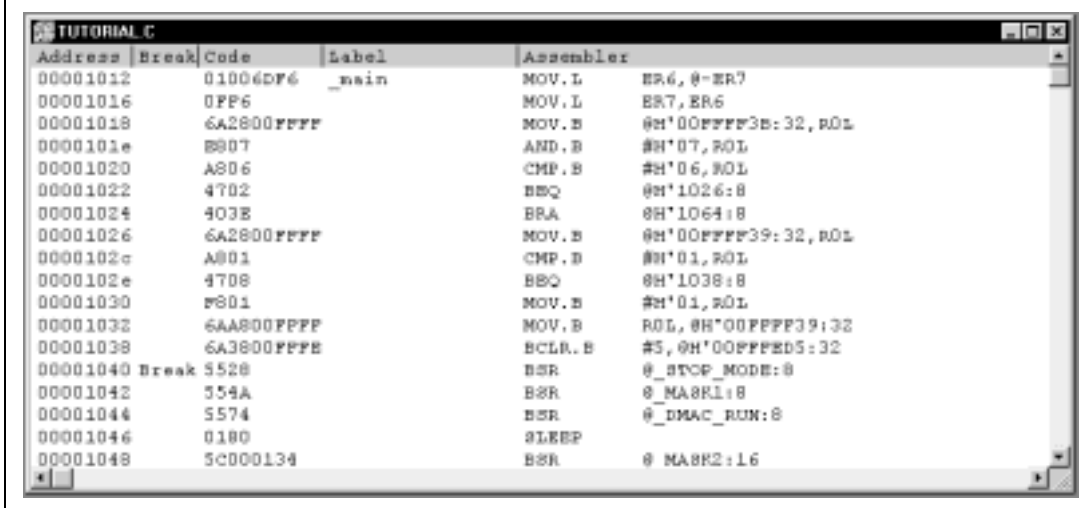 TUTORIAL.C
Address Break Code Label Assembler
00001012 01006DF6 _main MOV.L ER6,@-ER7
00001016 0FF6 MOV.L ER7,ER6
00001018 6A2800FFFF MOV.B @H'00FFFF3B:32,R0L
0000101e E807 AND.B #H'07,R0L
00001020 A806 CMP.B #H'06,R0L
00001022 4702 BEQ @H'1026:8
00001024 403E BRA @H'1064:8
00001026 6A2800FFFF MOV.B @H'00FFFF39:32,R0L
0000102c A801 CMP.B #H'01,R0L
0000102e 4708 BEQ @H'1038:8
00001030 F801 MOV.B #H'01,R0L
00001032 6AA800FFFF MOV.B R0L,@H'00FFFF39:32
00001038 6A3800FFFE BCLR.B #5,@H'00FFFED5:32
00001040 Break 5528 BSR @_STOP_MODE:8
00001042 554A BSR @_MASK1:8
00001044 5574 BSR @_DMAC_RUN:8
00001046 0180 SLEEP
00001048 5C000134 BSR @_MASK2:16